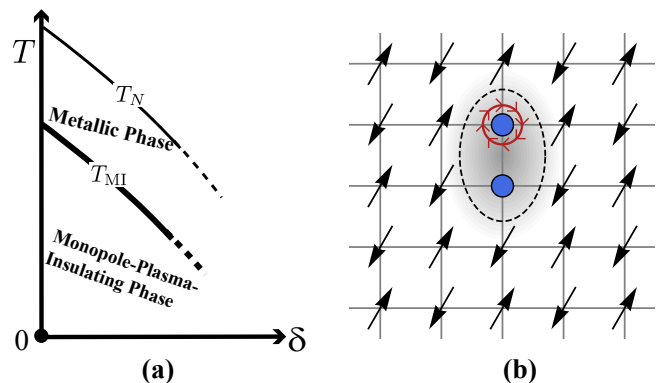 T
T_N
Metallic Phase
T_MI
Monopole-Plasma-
Insulating Phase
0
δ
(a)
(b)